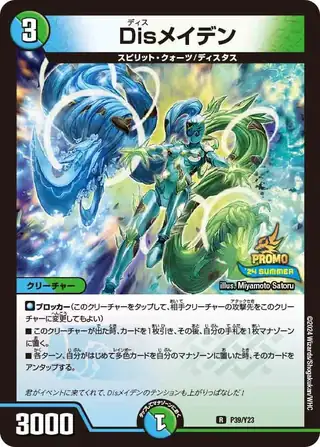 3
ディス
Disメイデン
スピリット・クォーツ/ディスタス
PROMO
'24 SUMMER
illus. Miyamoto Satoru
クリーチャー
ブロッカー(このクリーチャーをタップして、相手クリーチャーの攻撃先をこのクリーチャーに変更してもよい)
■このクリーチャーが出た時、カードを1枚引き、その後、自分の手札を1枚マナゾーンに置く。
■各ターン、自分がはじめて多色カードを自分のマナゾーンに置いた時、そのカードをアンタップする。
君がイベントに来てくれて、Disメイデンのテンションも上がりっぱなしだ!
©2024 Wizards/Shogakukan/WHC
3000
1
R P39/Y23